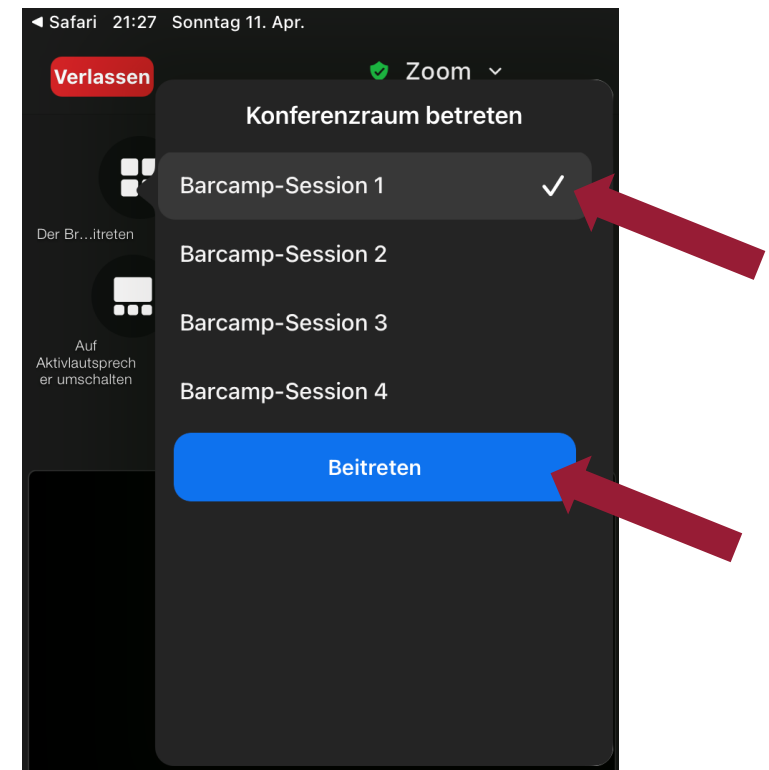 ◀ Safari 21:27 Sonntag 11. Apr.
Verlassen
Zoom
Konferenzraum betreten
Barcamp-Session 1
Der Br…itreten
Barcamp-Session 2
Barcamp-Session 3
Auf
Aktivlautsprech
er umschalten
Barcamp-Session 4
Beitreten